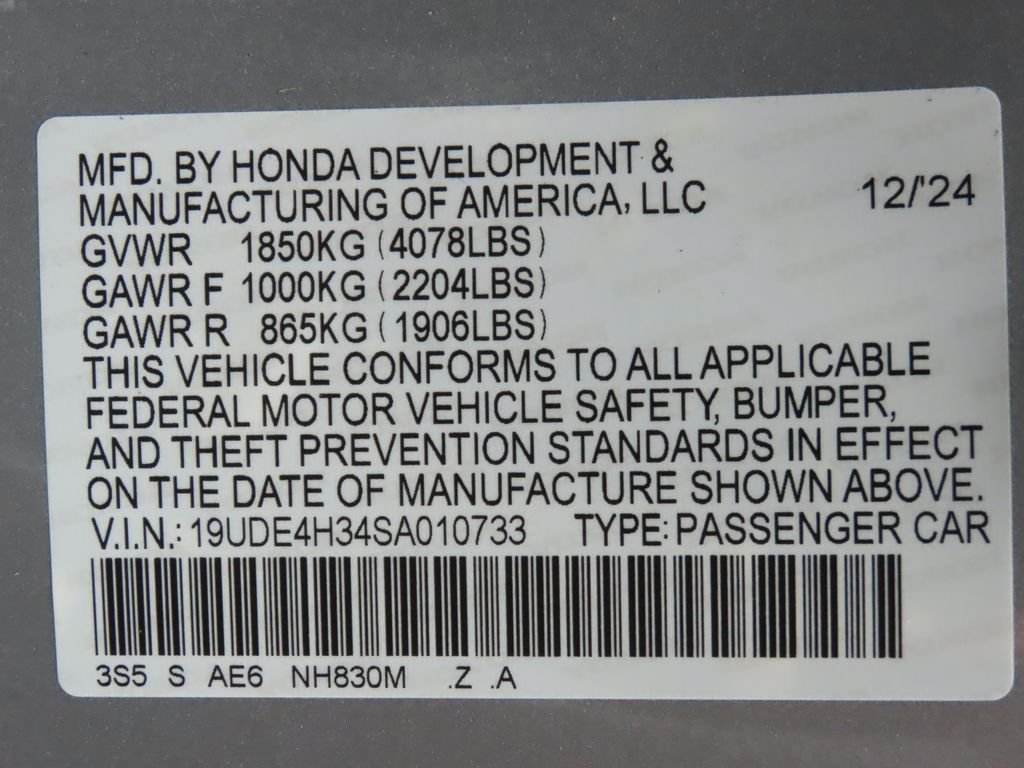 MFD. BY HONDA DEVELOPMENT &
MANUFACTURING OF AMERICA, LLC 12/'24
GVWR 1850KG (4078LBS)
GAWR F 1000KG (2204LBS)
GAWR R 865KG (1906LBS)
THIS VEHICLE CONFORMS TO ALL APPLICABLE
FEDERAL MOTOR VEHICLE SAFETY, BUMPER,
AND THEFT PREVENTION STANDARDS IN EFFECT
ON THE DATE OF MANUFACTURE SHOWN ABOVE.
V.I.N.: 19UDE4H34SA010733 TYPE: PASSENGER CAR
3S5 S AE6 NH830M .Z .A